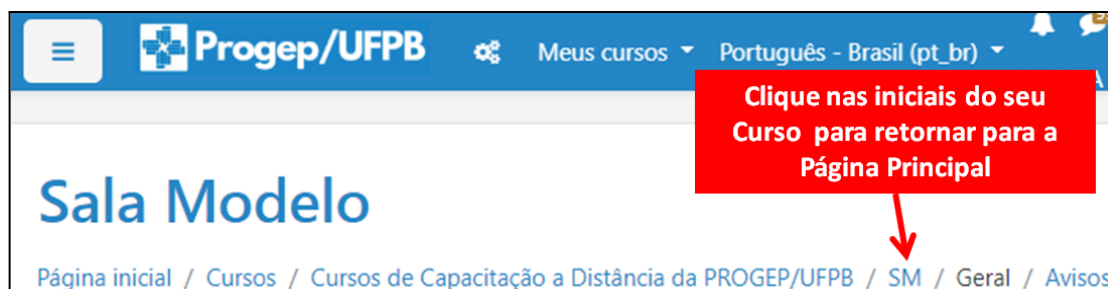 Progep/UFPB Meus cursos Português - Brasil (pt_br)
Clique nas iniciais do seu
Curso para retornar para a
Página Principal
Sala Modelo
Página inicial / Cursos / Cursos de Capacitação a Distância da PROGEP/UFPB / SM / Geral / Avisos